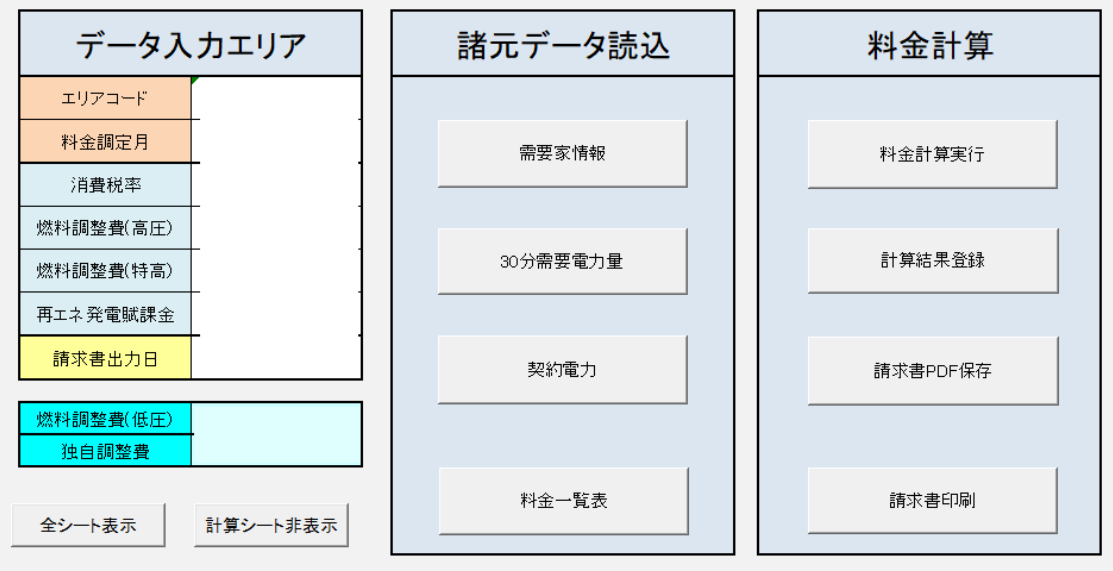 データ入力エリア
エリアコード
料金調定月
消費税率
燃料調整費(高圧)
燃料調整費(特高)
再エネ発電賦課金
請求書出力日
燃料調整費(低圧)
独自調整費
全シート表示
計算シート非表示
諸元データ読込
需要家情報
30分需要電力量
契約電力
料金一覧表
料金計算
料金計算実行
計算結果登録
請求書PDF保存
請求書印刷